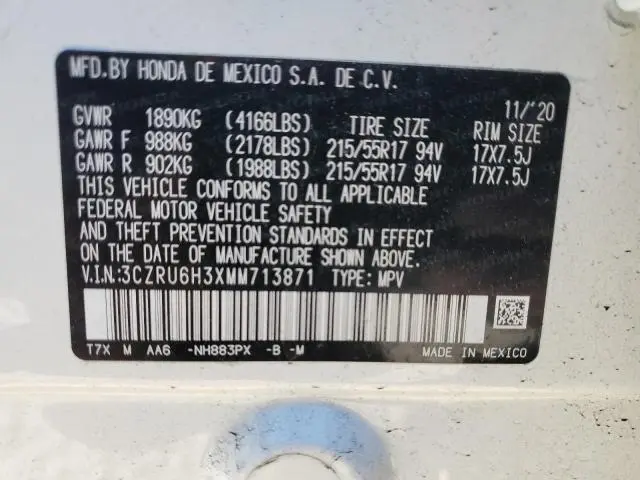 MFD.BY HONDA DE MEXICO S.A. DE C.V.
11/'20
GVWR 1890KG (4166LBS) TIRE SIZE RIM SIZE
GAWR F 988KG (2178LBS) 215/55R17 94V 17X7.5J
GAWR R 902KG (1988LBS) 215/55R17 94V 17X7.5J
THIS VEHICLE CONFORMS TO ALL APPLICABLE
FEDERAL MOTOR VEHICLE SAFETY
AND THEFT PREVENTION STANDARDS IN EFFECT
ON THE DATE OF MANUFACTURE SHOWN ABOVE.
V.I.N:3CZRU6H3XMM713871 TYPE: MPV
T7X M AA6 -NH883PX -B -M MADE IN MEXICO